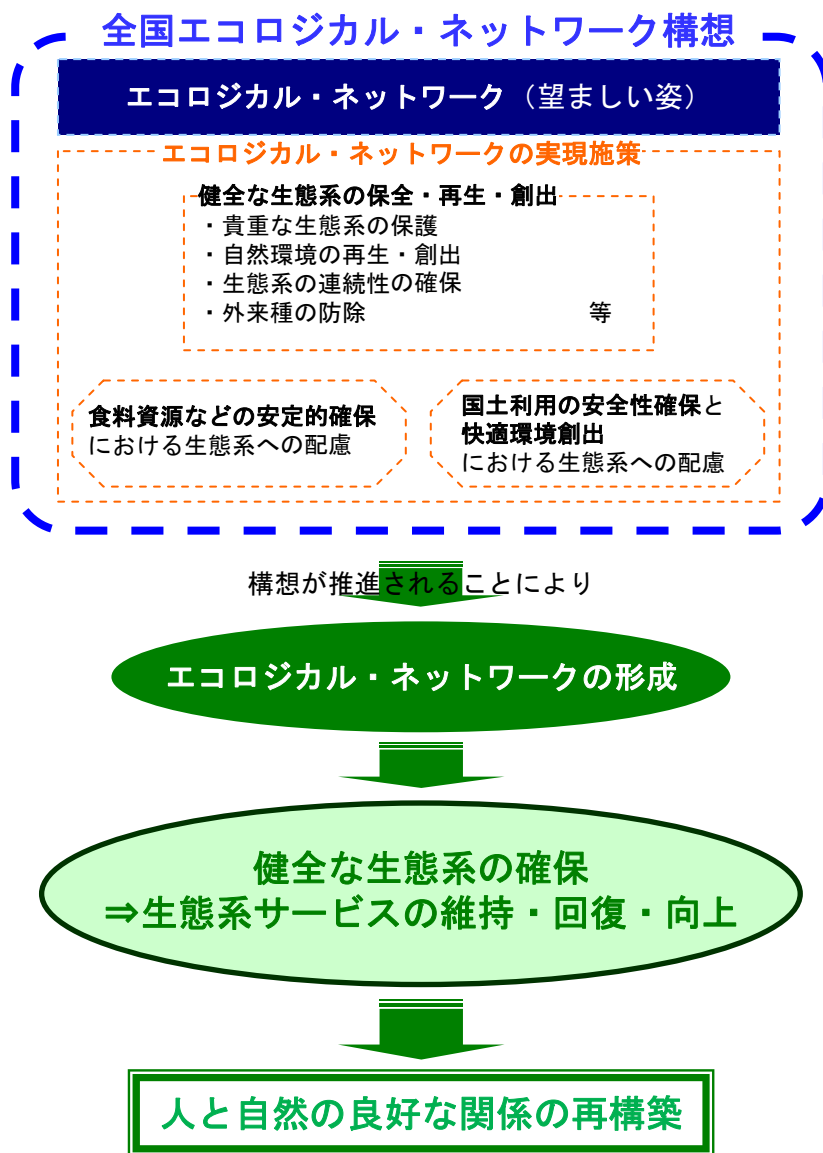 全国エコロジカル・ネットワーク構想
エコロジカル・ネットワーク（望ましい姿）
エコロジカル・ネットワークの実現施策
健全な生態系の保全・再生・創出
・貴重な生態系の保護
・自然環境の再生・創出
・生態系の連続性の確保
・外来種の防除　等
食料資源などの安定的確保
における生態系への配慮
国土利用の安全性確保と
快適環境創出
における生態系への配慮
構想が推進されることにより
エコロジカル・ネットワークの形成
健全な生態系の確保
⇒生態系サービスの維持・回復・向上
人と自然の良好な関係の再構築